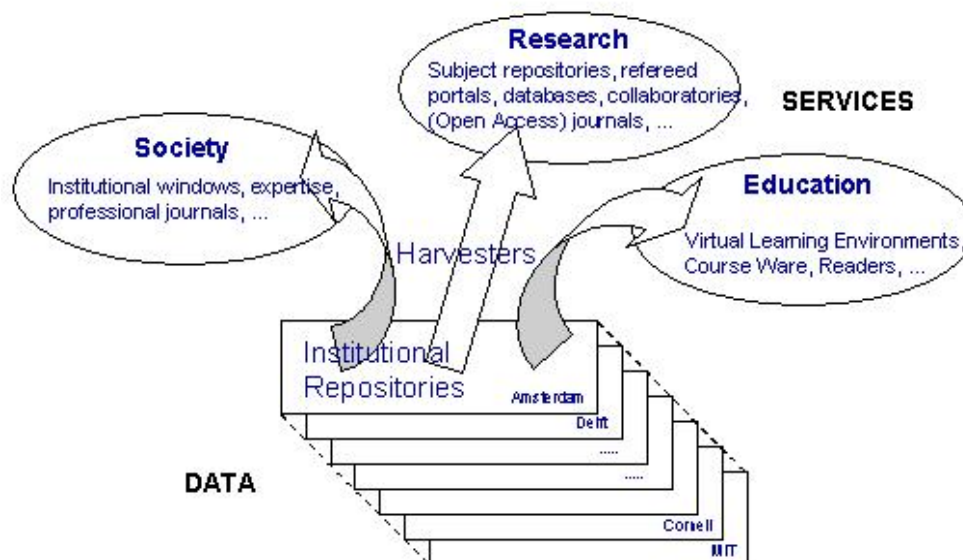 Research
Subject repositories, refereed
portals, databases, collaboratories,
(Open Access) journals, ...
SERVICES
Society
Institutional windows, expertise,
professional journals, ...
Education
Virtual Learning Environments,
Course Ware, Readers, ...
Harvesters
Institutional
Repositories
Amsterdam
Delft
.....
.....
DATA
Cornell
MIT